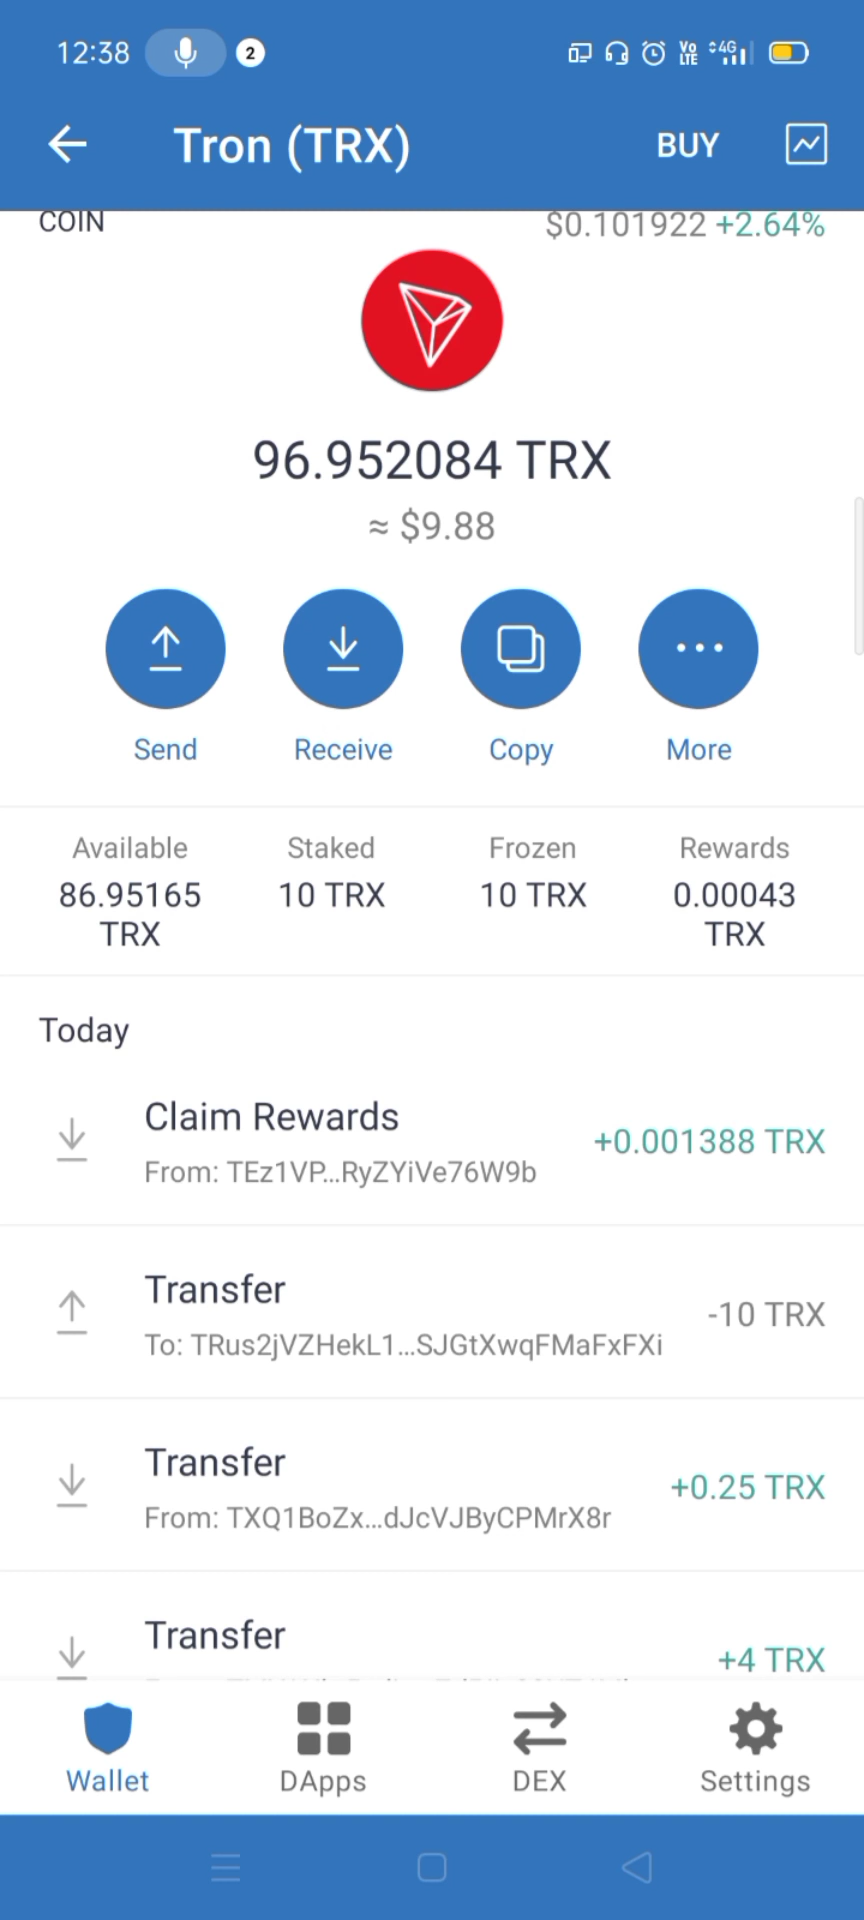 12:38
2
Vo LTE 4G
Tron (TRX)
BUY
COIN
$0.101922 +2.64%
96.952084 TRX
≈ $9.88
Send
Receive
Copy
More
Available
Staked
Frozen
Rewards
86.95165 TRX
10 TRX
10 TRX
0.00043 TRX
Today
Claim Rewards
+0.001388 TRX
From: TEz1VP...RyZYiVe76W9b
Transfer
-10 TRX
To: TRus2jVZHekL1...SJGtXwqFMaFxFXi
Transfer
+0.25 TRX
From: TXQ1BoZx...dJcVJByCPMrX8r
Transfer
+4 TRX
Wallet
DApps
DEX
Settings